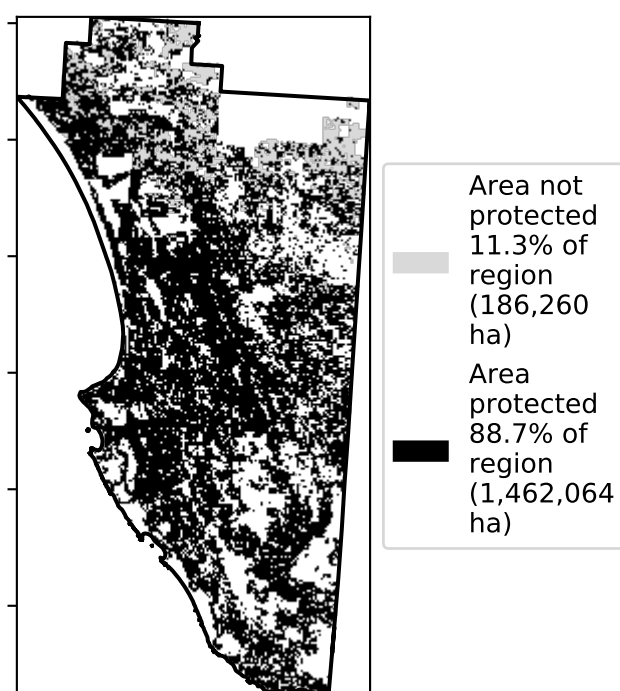 Area not
protected
11.3% of
region
(186,260
ha)
Area
protected
88.7% of
region
(1,462,064
ha)